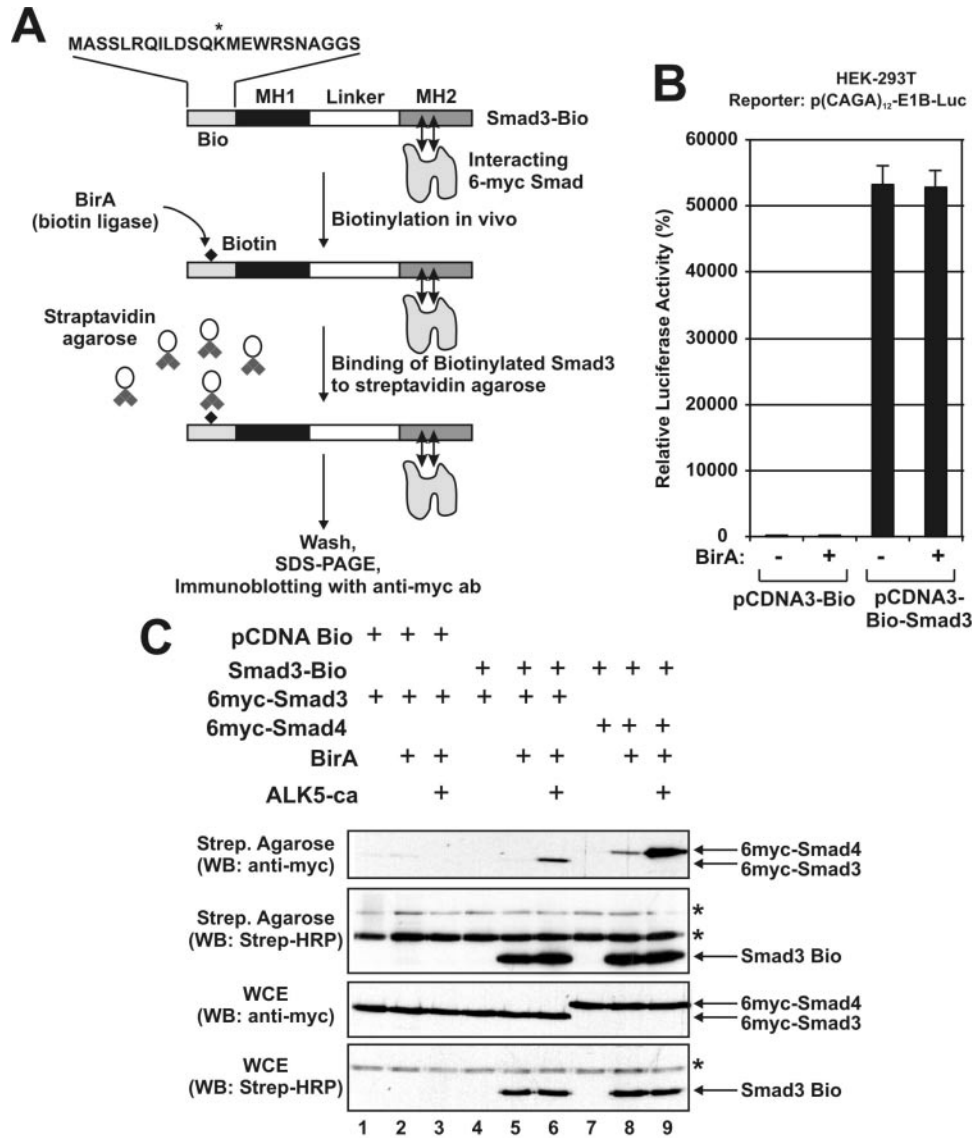 A
*
MASSLRQILDSQKMEWRSNAGGS
MH1 Linker MH2
Smad3-Bio
Bio
Interacting
6-myc Smad
BirA
(biotin ligase)
Biotinylation in vivo
Biotin
Straptavidin
agarose
Binding of Biotinylated Smad3
to streptavidin agarose
Wash,
SDS-PAGE,
Immunoblotting with anti-myc ab
B
HEK-293T
Reporter: p(CAGA)12-E1B-Luc
Relative Luciferase Activity (%)
60000
50000
40000
30000
20000
10000
0
BirA: - + - +
pCDNA3-Bio
pCDNA3-
Bio-Smad3
C
pCDNA Bio + + +
Smad3-Bio + + + + + +
6myc-Smad3 + + + + + +
6myc-Smad4 + + +
BirA + + + + + +
ALK5-ca + + +
Strep. Agarose
(WB: anti-myc)
6myc-Smad4
6myc-Smad3
Strep. Agarose
(WB: Strep-HRP)
*
*
Smad3 Bio
WCE
(WB: anti-myc)
6myc-Smad4
6myc-Smad3
WCE
(WB: Strep-HRP)
*
Smad3 Bio
1 2 3 4 5 6 7 8 9